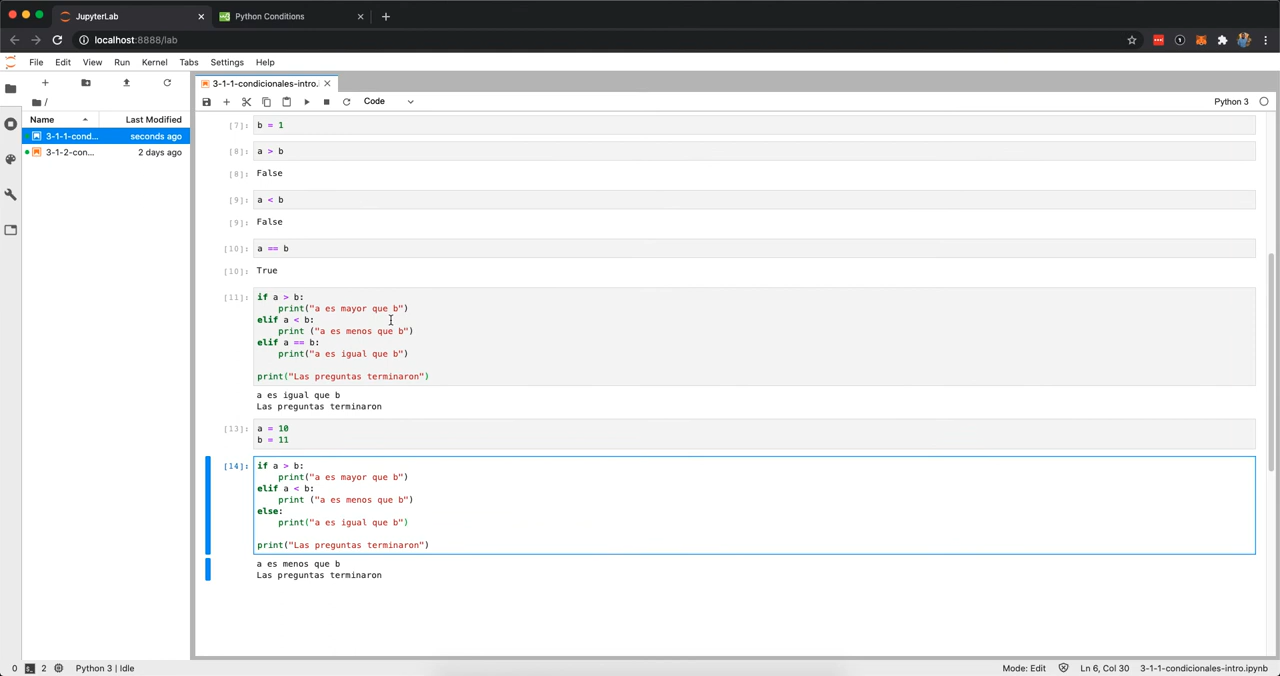 JupyterLab
Python Conditions
localhost:8888/lab
File Edit View Run Kernel Tabs Settings Help
3-1-1-condicionales-intro.
Code
Python 3
/
Name Last Modified
3-1-1-cond... seconds ago
3-1-2-con... 2 days ago
[7]: b = 1
[8]: a > b
[8]: False
[9]: a < b
[9]: False
[10]: a == b
[10]: True
[11]: if a > b:
print("a es mayor que b")
elif a < b:
print ("a es menos que b")
elif a == b:
print("a es igual que b")
print("Las preguntas terminaron")
a es igual que b
Las preguntas terminaron
[13]: a = 10
b = 11
[14]: if a > b:
print("a es mayor que b")
elif a < b:
print ("a es menos que b")
else:
print("a es igual que b")
print("Las preguntas terminaron")
a es menos que b
Las preguntas terminaron
0 2 Python 3 | Idle Mode: Edit Ln 6, Col 30 3-1-1-condicionales-intro.ipynb